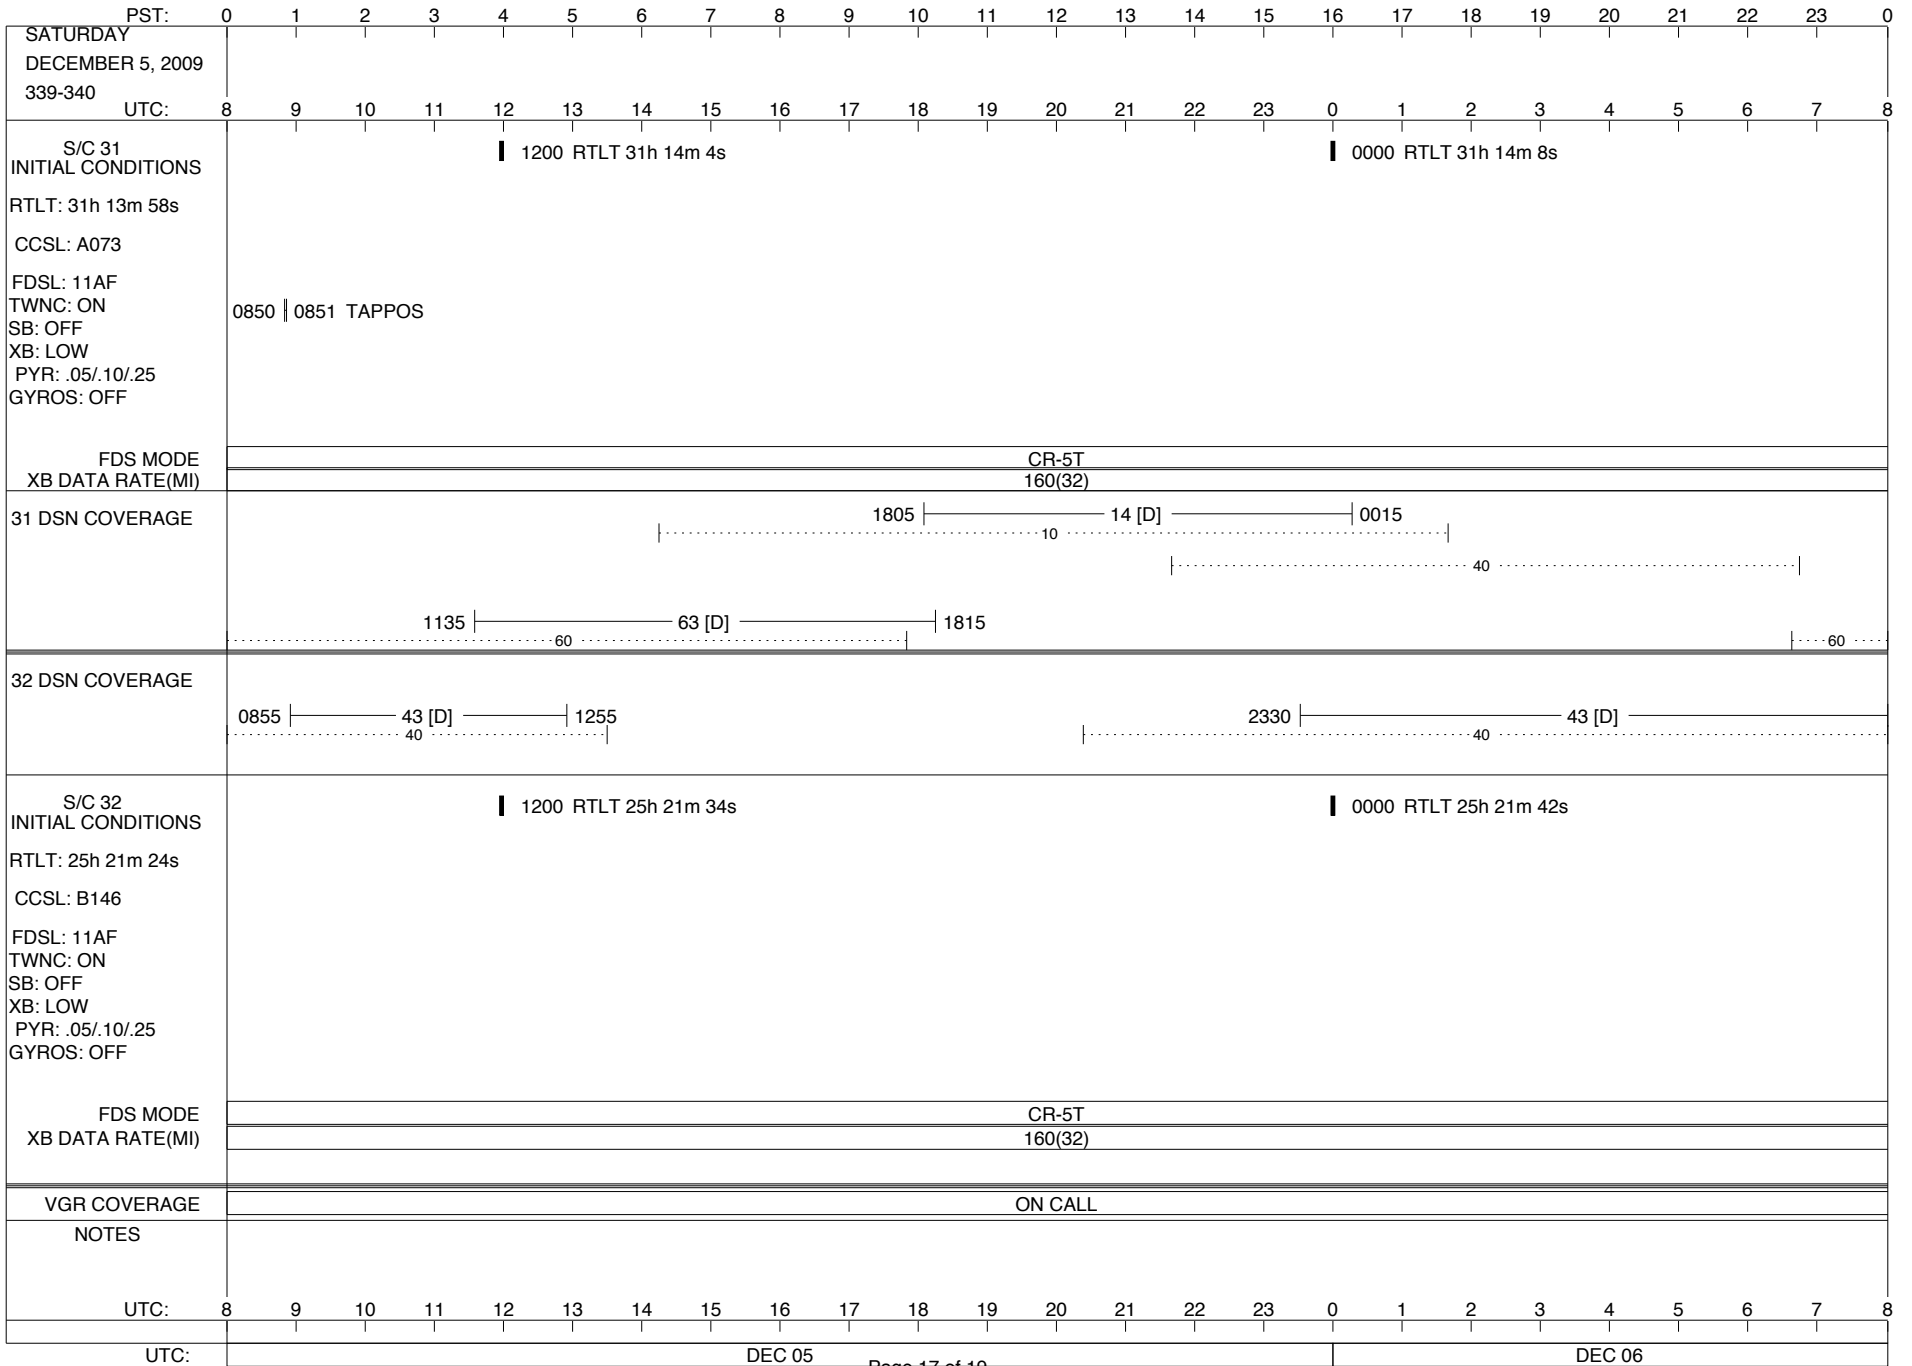 PST: 0 1 2 3 4 5 6 7 8 9 10 11 12 13 14 15 16 17 18 19 20 21 22 23 0
SATURDAY
DECEMBER 5, 2009
339-340
UTC: 8 9 10 11 12 13 14 15 16 17 18 19 20 21 22 23 0 1 2 3 4 5 6 7 8
S/C 31
INITIAL CONDITIONS
1200 RTLT 31h 14m 4s
0000 RTLT 31h 14m 8s
RTLT: 31h 13m 58s
CCSL: A073
FDSL: 11AF
TWNC: ON
0850 0851 TAPPOS
SB: OFF
XB: LOW
PYR: .05/.10/.25
GYROS: OFF
FDS MODE CR-5T
XB DATA RATE(MI) 160(32)
31 DSN COVERAGE
1805 14 [D] 0015
10
40
1135 63 [D] 1815
60 60
32 DSN COVERAGE
0855 43 [D] 1255 2330 43 [D]
40 40
S/C 32
INITIAL CONDITIONS
1200 RTLT 25h 21m 34s
0000 RTLT 25h 21m 42s
RTLT: 25h 21m 24s
CCSL: B146
FDSL: 11AF
TWNC: ON
SB: OFF
XB: LOW
PYR: .05/.10/.25
GYROS: OFF
FDS MODE CR-5T
XB DATA RATE(MI) 160(32)
VGR COVERAGE ON CALL
NOTES
UTC: 8 9 10 11 12 13 14 15 16 17 18 19 20 21 22 23 0 1 2 3 4 5 6 7 8
UTC: DEC 05 DEC 06
Page 17 of 19